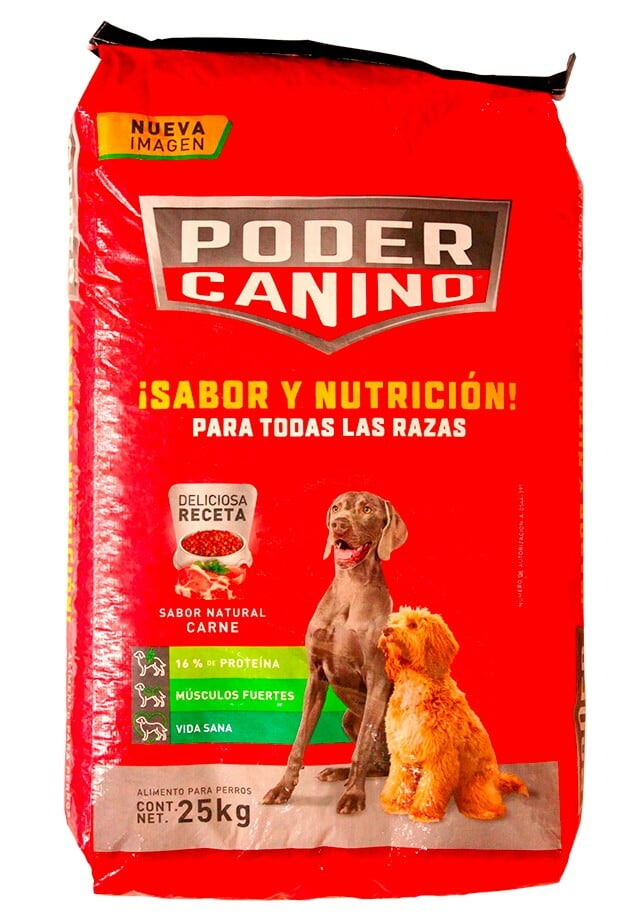 NUEVA
IMAGEN
PODER
CANINO
¡SABOR Y NUTRICIÓN!
PARA TODAS LAS RAZAS
DELICIOSA
RECETA
SABOR NATURAL
CARNE
16 % DE PROTEÍNA
MÚSCULOS FUERTES
VIDA SANA
ALIMENTO PARA PERROS
CONT.
NET. 25kg